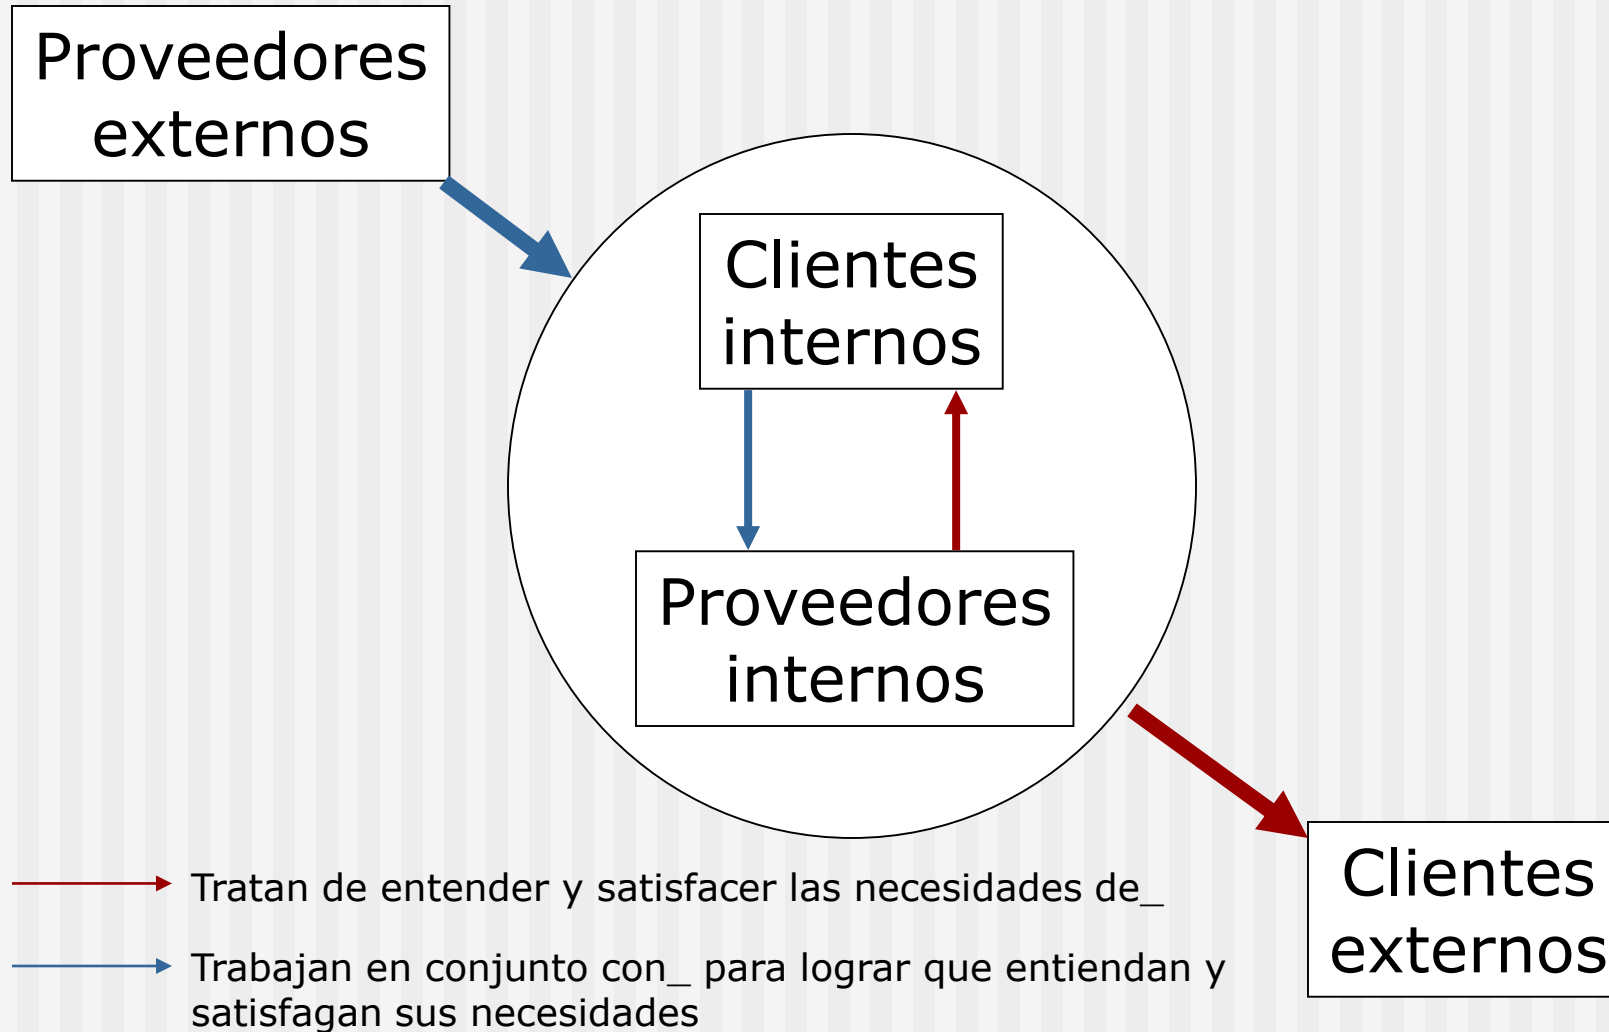 Proveedores
externos
Clientes
internos
Proveedores
internos
Clientes
externos
Tratan de entender y satisfacer las necesidades de_
Trabajan en conjunto con_ para lograr que entiendan y
satisfagan sus necesidades